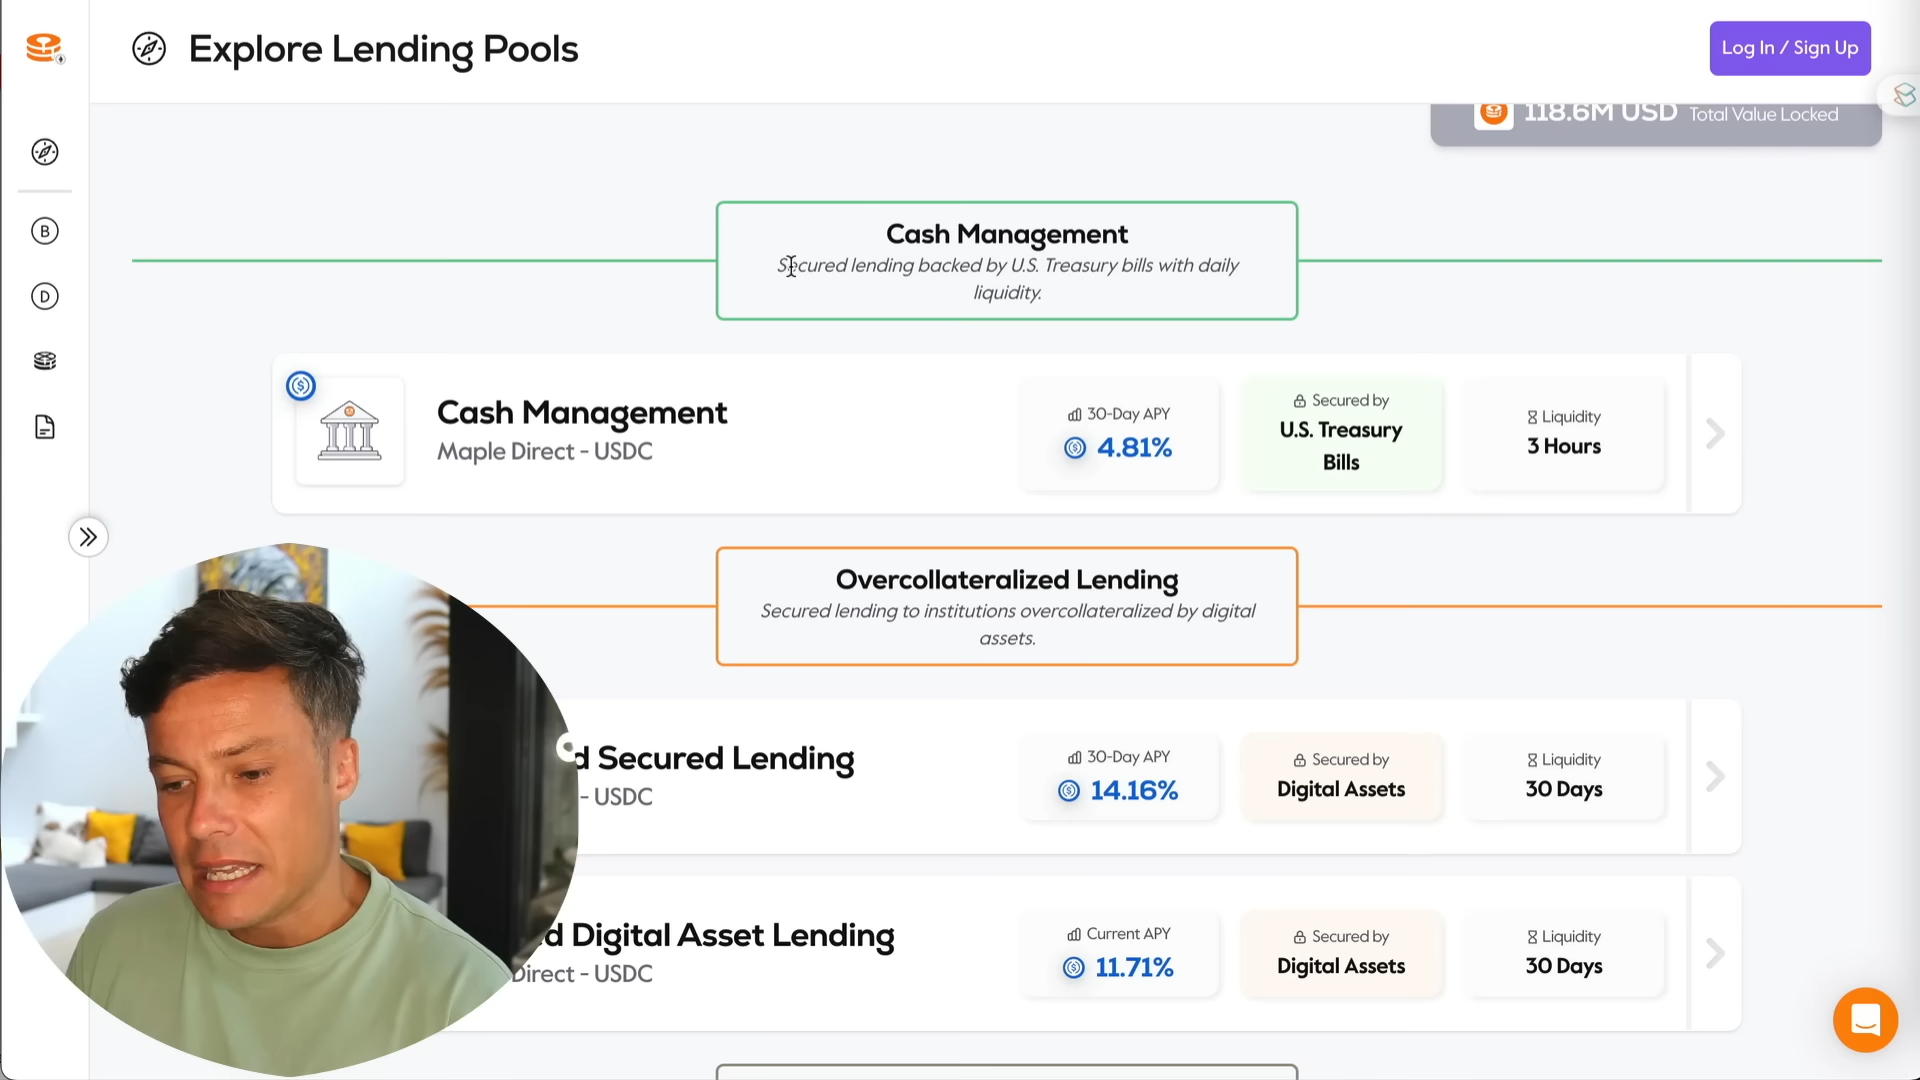 Explore Lending Pools
Log In / Sign Up
118.6M USD Total Value Locked
B
D
Cash Management
Secured lending backed by U.S. Treasury bills with daily
liquidity.
Cash Management
Maple Direct - USDC
30-Day APY
4.81%
Secured by
U.S. Treasury
Bills
Liquidity
3 Hours
Overcollateralized Lending
Secured lending to institutions overcollateralized by digital
assets.
d Secured Lending
- USDC
30-Day APY
14.16%
Secured by
Digital Assets
Liquidity
30 Days
d Digital Asset Lending
Direct - USDC
Current APY
11.71%
Secured by
Digital Assets
Liquidity
30 Days